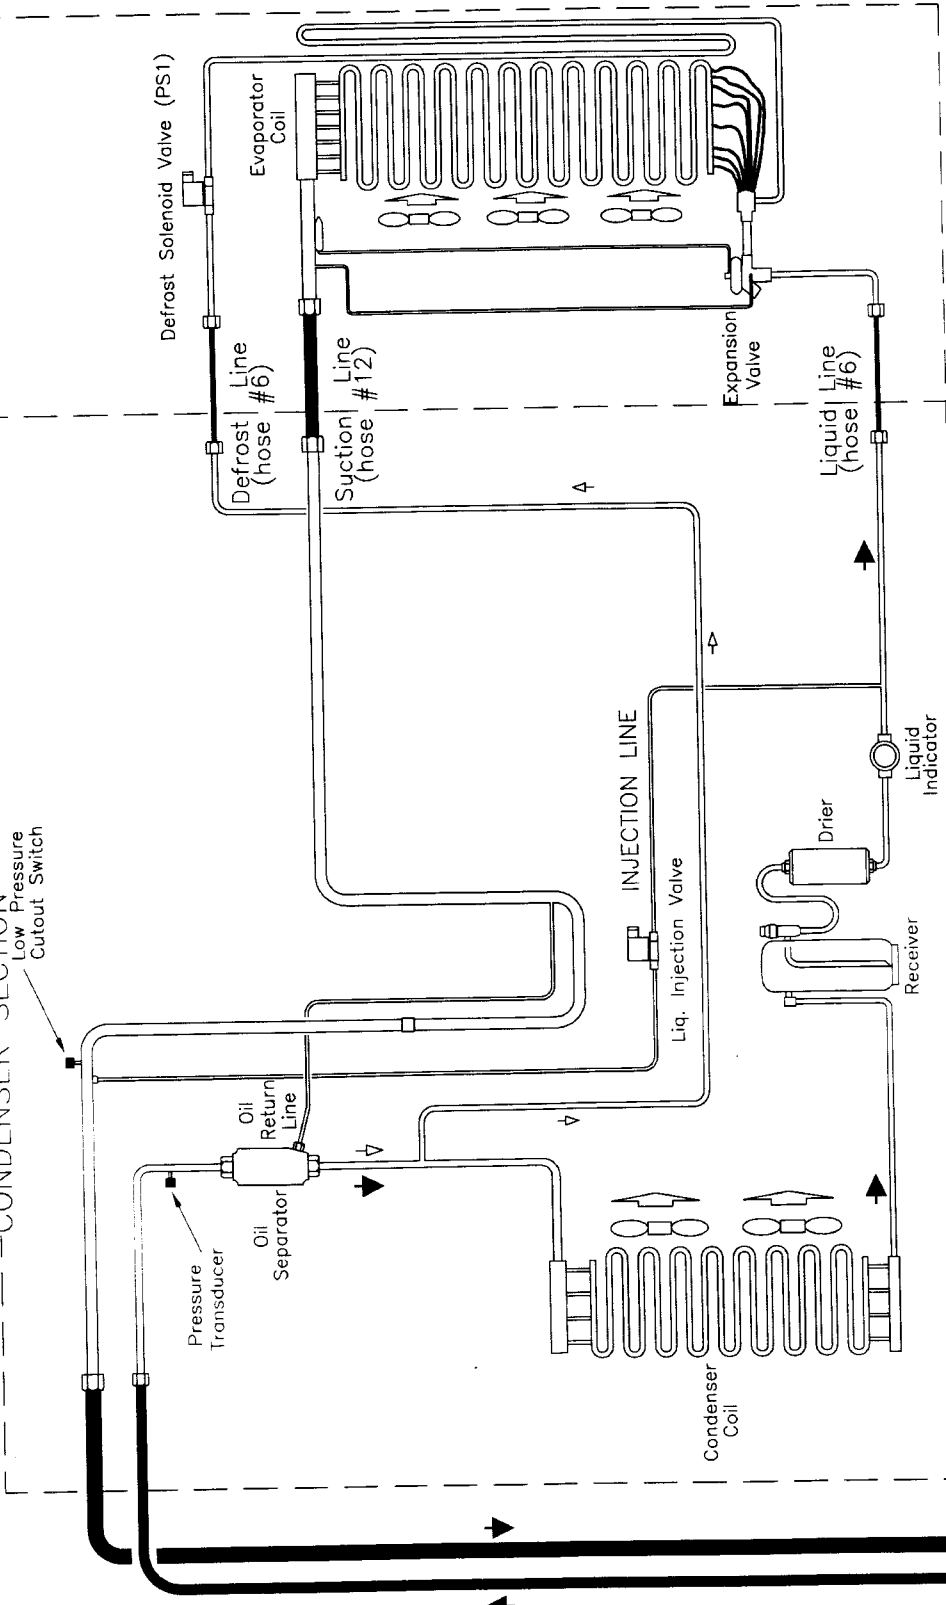 CONDENSER SECTION
Low Pressure
Cutout Switch
Defrost Solenoid Valve (PS1)
Evaporator
Coil
Defrost Line
(hose #6)
Suction Line
(hose #12)
Expansion
Valve
Liquid Line
(hose #6)
INJECTION LINE
Liq. Injection Valve
Liquid
Indicator
Drier
Receiver
Oil
Return
Line
Oil
Separator
Pressure
Transducer
Condenser
Coil